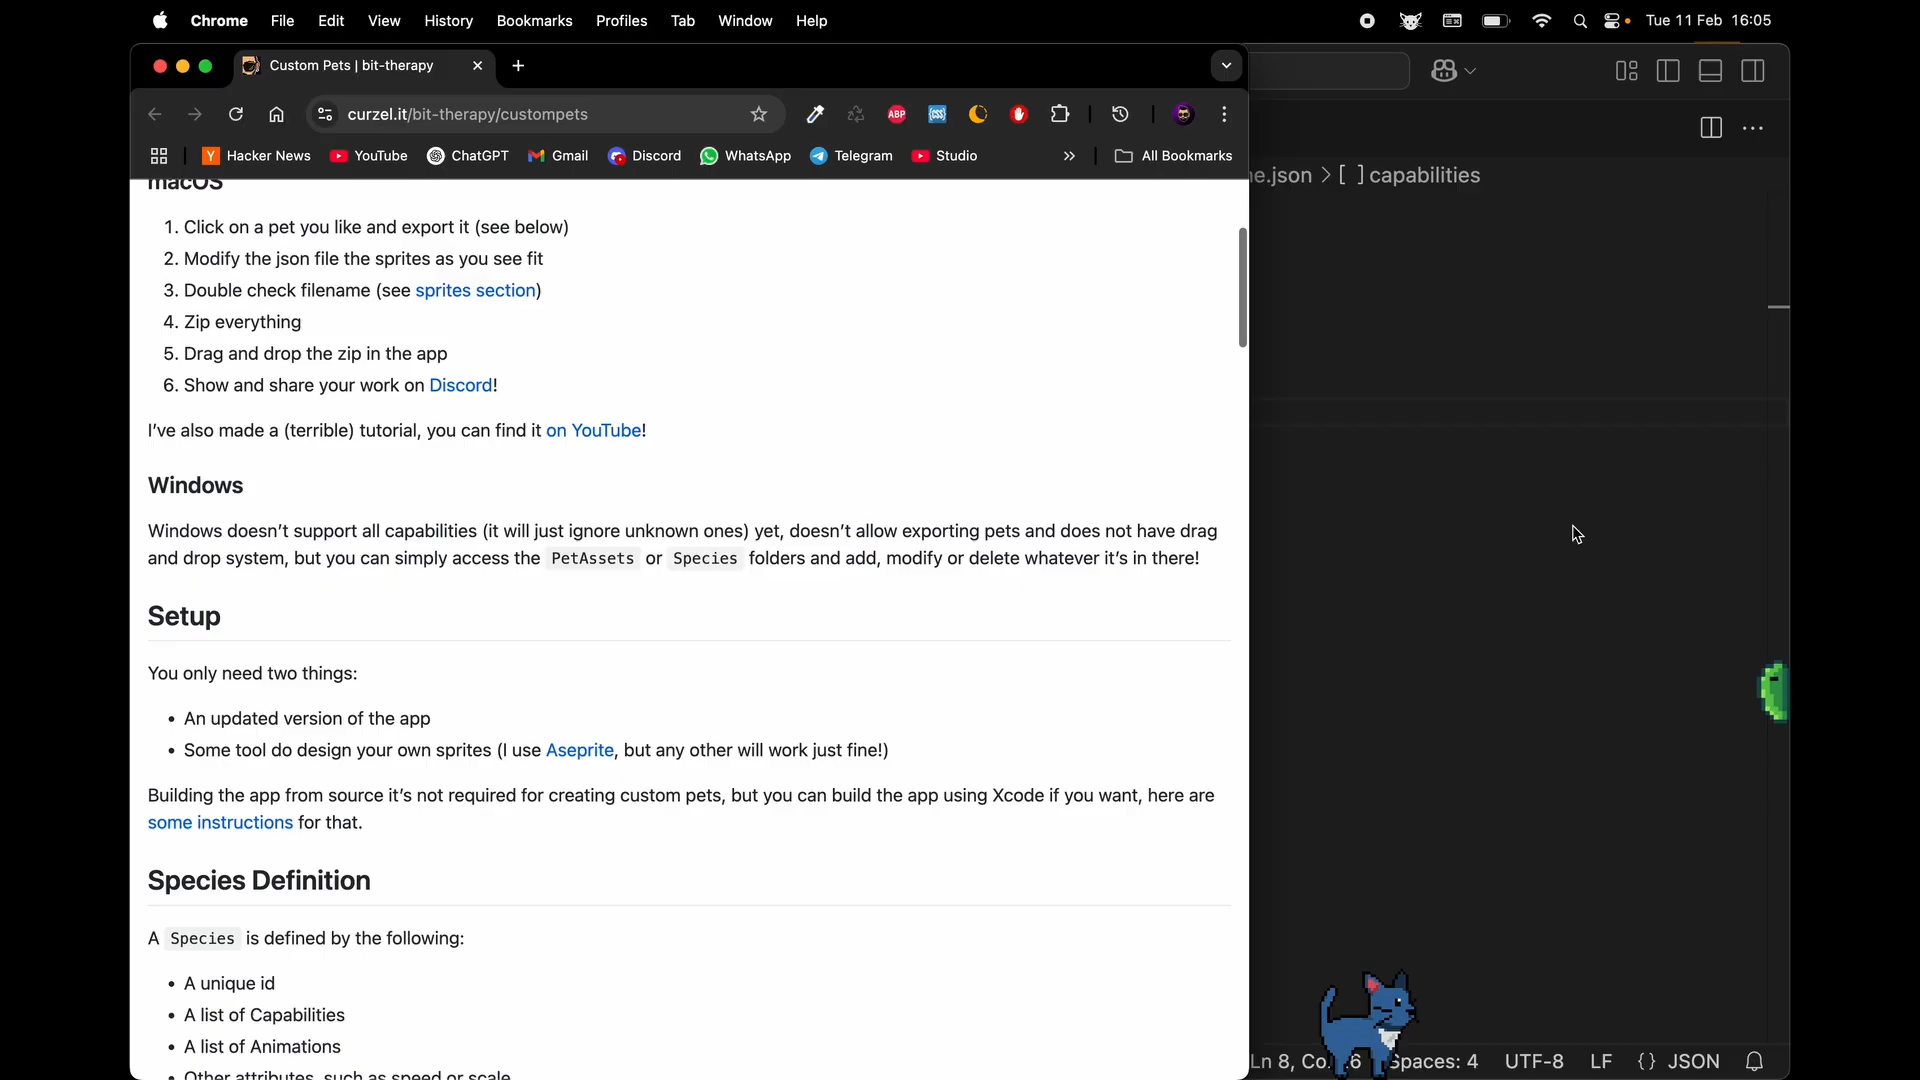 Chrome File Edit View History Bookmarks Profiles Tab Window Help Tue 11 Feb 16:05
Custom Pets | bit-therapy
curzel.it/bit-therapy/custompets
ABP
CSS
Y Hacker News YouTube ChatGPT Gmail Discord WhatsApp Telegram Studio » All Bookmarks
macOS
1. Click on a pet you like and export it (see below)
2. Modify the json file the sprites as you see fit
3. Double check filename (see sprites section)
4. Zip everything
5. Drag and drop the zip in the app
6. Show and share your work on Discord!
I’ve also made a (terrible) tutorial, you can find it on YouTube!
Windows
Windows doesn’t support all capabilities (it will just ignore unknown ones) yet, doesn’t allow exporting pets and does not have drag
and drop system, but you can simply access the PetAssets or Species folders and add, modify or delete whatever it’s in there!
Setup
You only need two things:
• An updated version of the app
• Some tool do design your own sprites (I use Aseprite, but any other will work just fine!)
Building the app from source it’s not required for creating custom pets, but you can build the app using Xcode if you want, here are
some instructions for that.
Species Definition
A Species is defined by the following:
• A unique id
• A list of Capabilities
• A list of Animations
• Other attributes, such as speed or scale
.json > [ ] capabilities
Ln 8, Spaces: 4 UTF-8 LF {} JSON